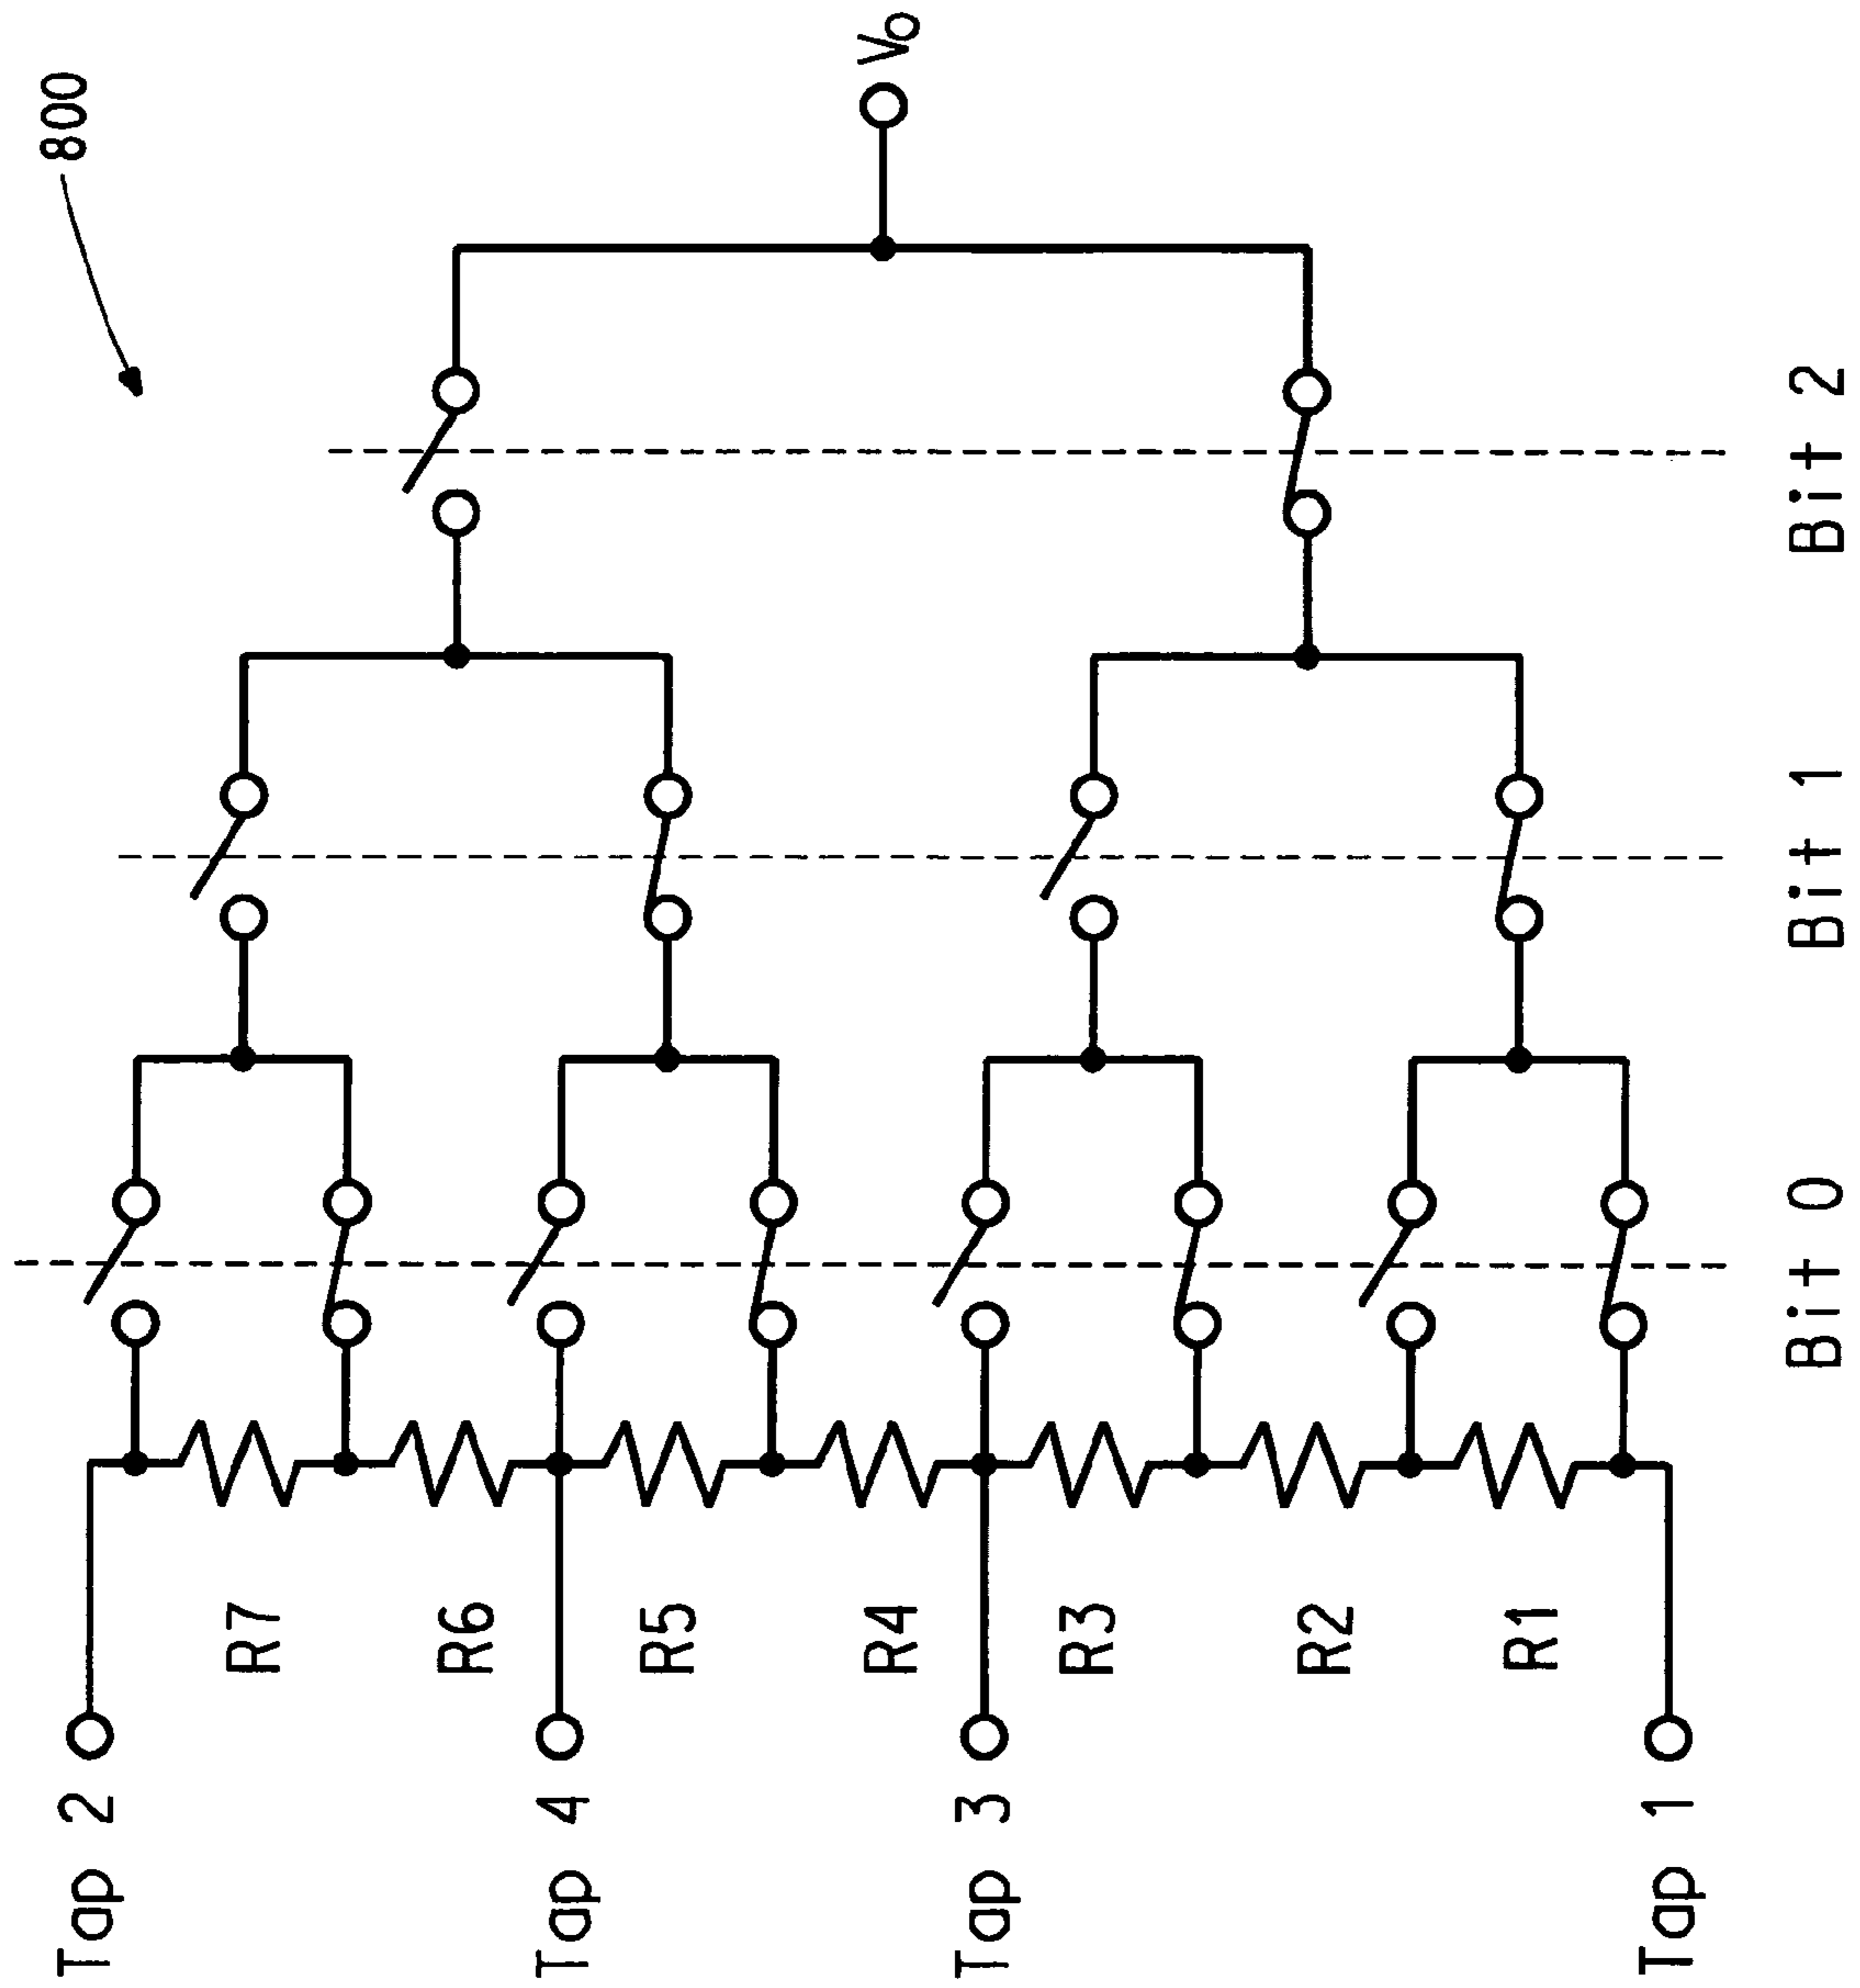 800
Tap 2
R7
R6
Tap 4
R5
R4
Tap 3
R3
R2
R1
Tap 1
Vo
Bit 0
Bit 1
Bit 2